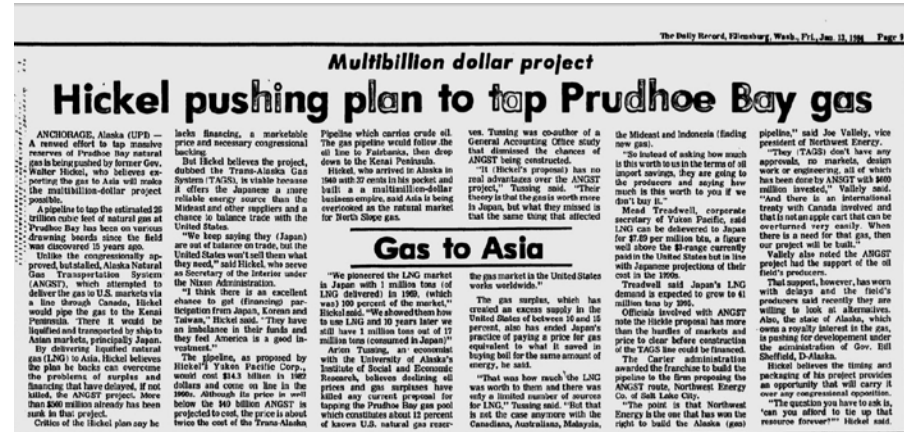 The Daily Record, Ellensburg, Wash., Fri., Jan. 13, 1984 Page 9
Multibillion dollar project
Hickel pushing plan to tap Prudhoe Bay gas
ANCHORAGE, Alaska (UPI) —
A renewed effort to tap massive
reserves of Prudhoe Bay natural
gas is being pushed by former Gov.
Walter Hickel, who believes ex-
porting the gas to Asia will make
the multibillion-dollar project
possible.
A pipeline to tap the estimated 26
trillion cubic feet of natural gas at
Prudhoe Bay has been on various
drawing boards since the field
was discovered 15 years ago.
Unlike the congressionally ap-
proved, but stalled, Alaska Natural
Gas Transportation System
(ANGST), which attempted to
deliver the gas to U.S. markets via
a line through Canada, Hickel
would pipe the gas to the Kenai
Peninsula. There it would be
liquified and transported by ship to
Asian markets, principally Japan.
By delivering liquified natural
gas (LNG) to Asia, Hickel believes
the plan he backs can overcome
the problems of surplus and
financing that have delayed, if not
killed, the ANGST project. More
than $500 million already has been
sunk in that project.
Critics of the Hickel plan say he
lacks financing, a marketable
price and necessary congressional
backing.
But Hickel believes the project,
dubbed the Trans-Alaska Gas
System (TAGS), is viable because
it offers the Japanese a more
reliable energy source than the
Mideast and other suppliers and a
chance to balance trade with the
United States.
"We keep saying they (Japan)
are out of balance on trade, but the
United States won't sell them what
they need," said Hickel, who serve
as Secretary of the Interior under
the Nixon Administration.
"I think there is an excellent
chance to get (financing) par-
ticipation from Japan, Korean and
Taiwan," Hickel said. "They have
an imbalance in their funds and
they feel America is a good in-
vestment."
The pipeline, as proposed by
Hickel's Yukon Pacific Corp.,
would cost $14.3 billion in 1982
dollars and come on line in the
1990s. Although its price is well
below the $40 billion ANGST is
projected to cost, the price is about
twice the cost of the Trans-Alaska
Pipeline which carries crude oil.
The gas pipeline would follow the
oil line to Fairbanks, then drop
down to the Kenai Peninsula.
Hickel, who arrived in Alaska in
1940 with 37 cents in his pocket and
built a a multimillion-dollar
business empire, said Asia is being
overlooked as the natural market
for North Slope gas.
Gas to Asia
"We pioneered the LNG market
in Japan with 1 million tons (of
LNG delivered) in 1969, (which
was) 100 percent of the market,"
Hickel said. "We showed them how
to use LNG and 10 years later we
still have 1 million tons out of 17
million tons (consumed in Japan)"
Arlon Tussing, an economist
with the University of Alaska's
Institute of Social and Economic
Research, believes declining oil
prices and gas surpluses have
killed any current proposal for
tapping the Prudhoe Bay gas pool
which constitutes about 12 percent
of known U.S. natural gas reser-
ves. Tussing was co-author of a
General Accounting Office study
that dismissed the chances of
ANGST being constructed.
"It (Hickel's proposal) has no
real advantages over the ANGST
project," Tussing said. "Their
theory is that the gas is worth more
in Japan, but what they missed is
that the same thing that affected
the gas market in the United States
works worldwide."
The gas surplus, which has
created an excess supply in the
United States of between 10 and 15
percent, also has ended Japan's
practice of paying a price for gas
equivalent to what it saved in
buying boil for the same amount of
energy, he said.
"That was how much the LNG
was worth to them and there was
only a limited number of sources
for LNG," Tussing said. "But that
is not the case anymore with the
Canadians, Australians, Malaysia,
the Mideast and Indonesia (finding
new gas).
"So instead of asking how much
is this worth to us in the terms of oil
import savings, they are going to
the producers and saying how
much is this worth to you if we
don't buy it."
Mead Treadwell, corporate
secretary of Yukon Pacific, said
LNG can be delivered to Japan
for $7.89 per million btu, a figure
well above the $3-range currently
paid in the United States but in line
with Japanese projections of their
cost in the 1990s.
Treadwell said Japan's LNG
demand is expected to grow to 41
million tons by 1995.
Officials involved with ANGST
note the Hickle proposal has more
than the hurdles of markets and
price to clear before construction
of the TAGS line could be financed.
The Carter administration
awarded the franchise to build the
pipeline to the firm proposing the
ANGST route, Northwest Energy
Co. of Salt Lake City.
"The point is that Northwest
Energy is the one that has won the
right to build the Alaska (gas)
pipeline," said Joe Vallely, vice
president of Northwest Energy.
"They (TAGS) don't have any
approvals, no markets, design
work or engineering, all of which
has been done by ANGST with $600
million invested," Vallely said.
"And there is an international
treaty with Canada involved and
that is not an apple cart that can be
overturned very easily. When
there is a need for that gas, then
our project will be built."
Vallely also noted the ANGST
project had the support of the oil
field's producers.
That support, however, has worn
with delays and the field's
producers said recently they are
willing to look at alternatives.
Also, the state of Alaska, which
owns a royalty interest in the gas,
is pushing for developement under
the administration of Gov. Bill
Sheffield, D-Alaska.
Hickel believes the timing and
packaging of his project provides
an opportunity that will carry it
over any congressional opposition.
"The question you have to ask is,
'can you afford to tie up that
resource forever?'" Hickel said.